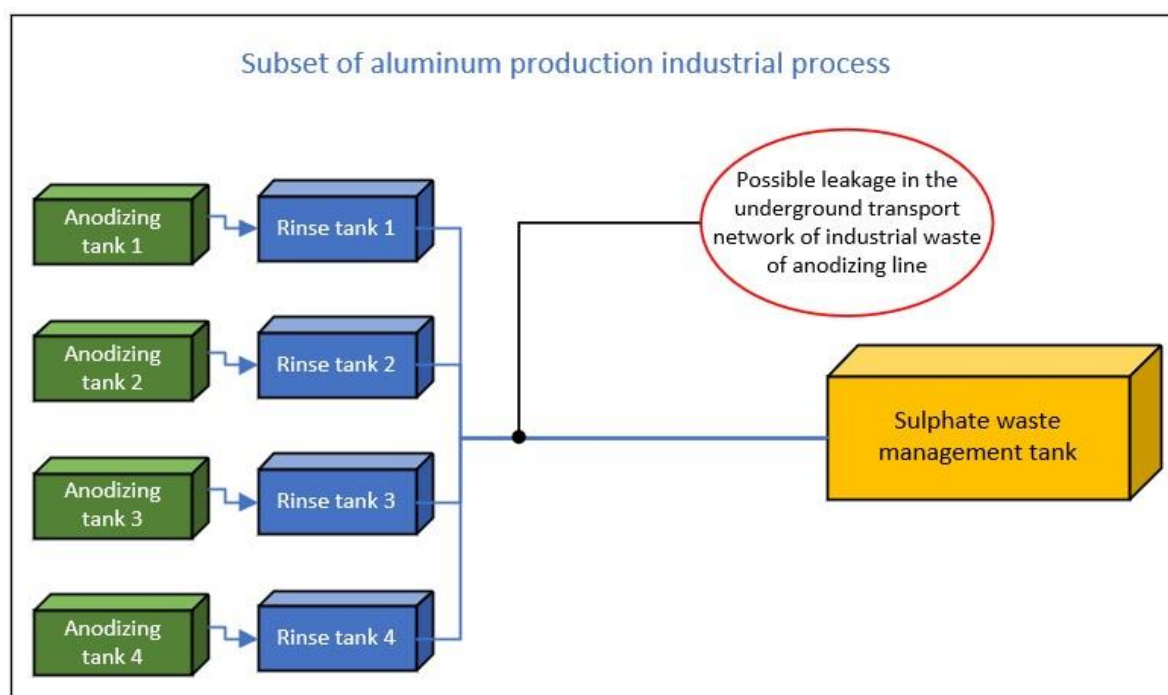 Subset of aluminum production industrial process
Possible leakage in the
underground transport
network of industrial waste
of anodizing line
Anodizing
tank 1
Rinse tank 1
Anodizing
tank 2
Rinse tank 2
Sulphate waste
management tank
Anodizing
tank 3
Rinse tank 3
Anodizing
tank 4
Rinse tank 4